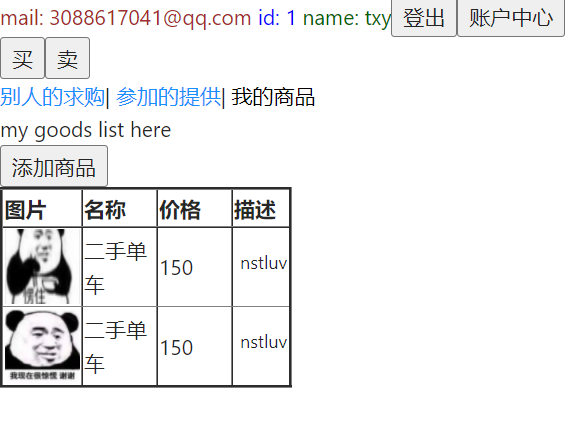 mail: 3088617041@qq.com id: 1 name: txy 登出 账户中心
买 卖
别人的求购| 参加的提供| 我的商品
my goods list here
添加商品
图片 名称 价格 描述
愣住
二手单
车
150
nstluv
我现在很惊慌 谢谢
二手单
车
150
nstluv